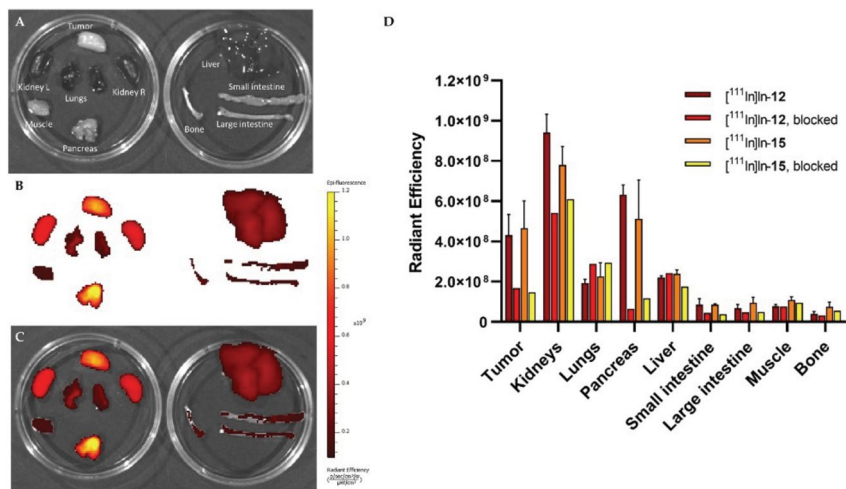 A
Tumor
Liver
Kidney L
Lungs
Kidney R
Small intestine
Muscle
Bone
Large intestine
Pancreas
B
Epi-fluorescence
1.2
1.0
0.8
x10⁹
0.6
0.4
0.2
C
Radiant Efficiency
D
Radiant Efficiency
1.2×10⁹
1.0×10⁹
8.0×10⁸
6.0×10⁸
4.0×10⁸
2.0×10⁸
0
[¹¹¹In]In-12
[¹¹¹In]In-12, blocked
[¹¹¹In]In-15
[¹¹¹In]In-15, blocked
Tumor
Kidneys
Lungs
Pancreas
Liver
Small intestine
Large intestine
Muscle
Bone